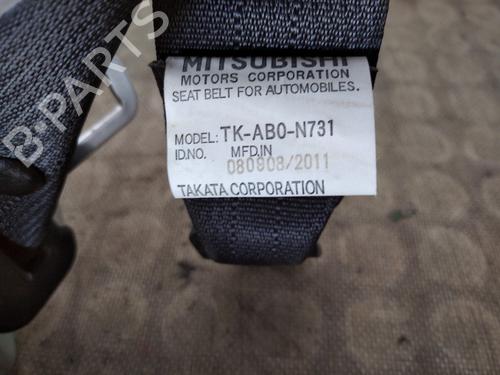 MITSUBISHI
MOTORS CORPORATION
SEAT BELT FOR AUTOMOBILES.
MODEL: TK-AB0-N731
ID.NO. MFD.IN
080908/2011
TAKATA CORPORATION
B-PARTS